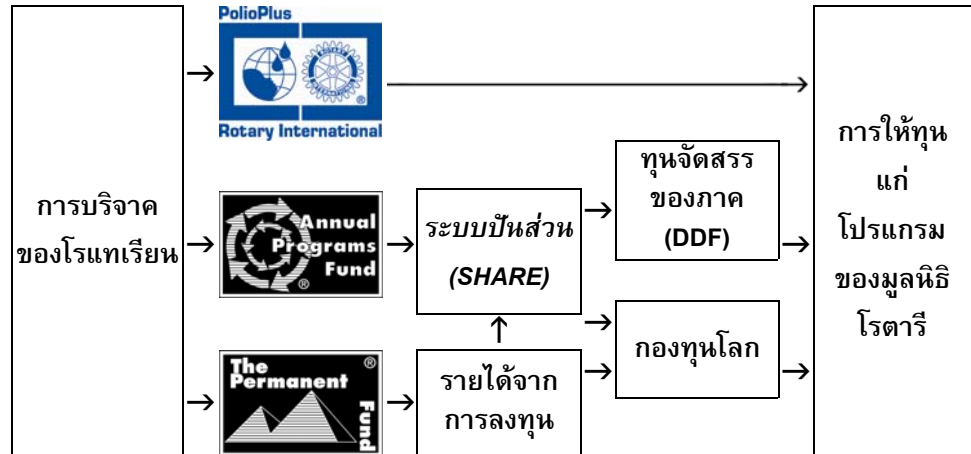 PolioPlus
®
Rotary International
การบริจาค
ของโรแทเรียน
Annual
Programs
Fund
®
ระบบปันส่วน
(SHARE)
ทุนจัดสรร
ของภาค
(DDF)
The
Permanent
Fund
®
รายได้จาก
การลงทุน
กองทุนโลก
การให้ทุน
แก่
โปรแกรม
ของมูลนิธิ
โรตารี